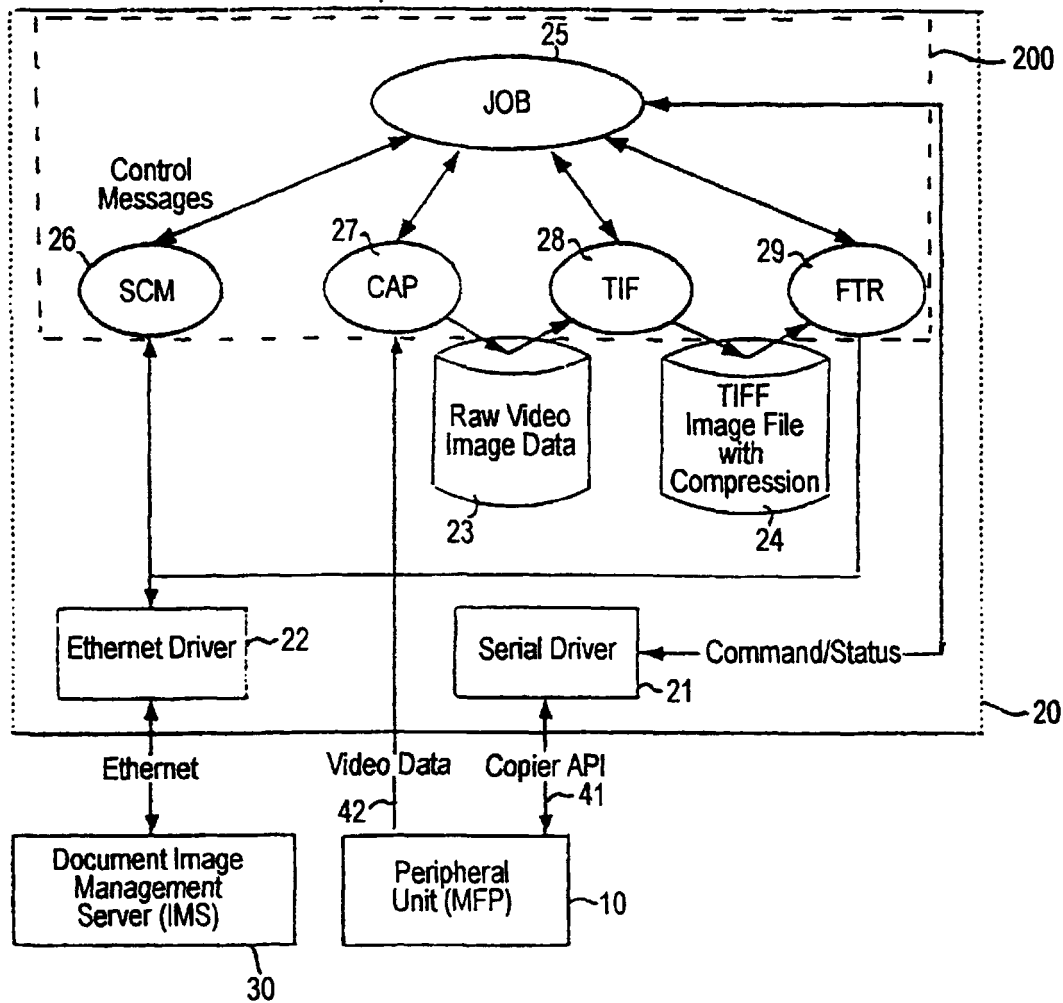 25
200
JOB
Control
Messages
26
27
28
29
SCM
CAP
TIF
FTR
Raw Video
Image Data
TIFF
Image File
with
Compression
23
24
Ethernet Driver
22
Serial Driver
Command/Status
21
20
Ethernet
Video Data
Copier API
42
41
Document Image
Management
Server (IMS)
Peripheral
Unit (MFP)
10
30